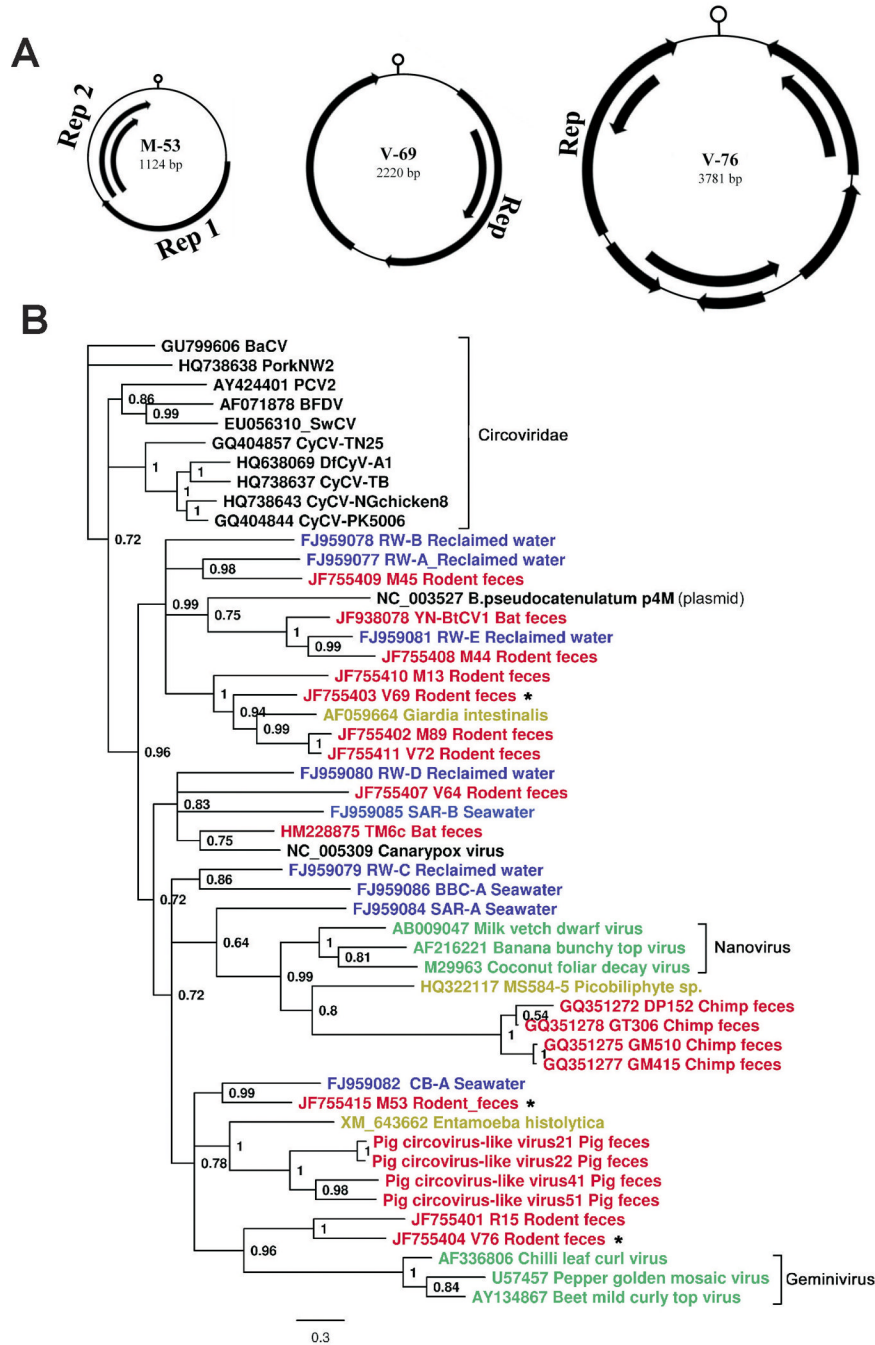 A
Rep 2
M-53
1124 bp
Rep 1
V-69
2220 bp
Rep
Rep
V-76
3781 bp
B
GU799606 BaCV
HQ738638 PorkNW2
AY424401 PCV2
0.86
AF071878 BFDV
0.99
EU056310_SwCV
GQ404857 CyCV-TN25
Circoviridae
HQ638069 DfCyV-A1
1
1
HQ738637 CyCV-TB
1
HQ738643 CyCV-NGchicken8
1
GQ404844 CyCV-PK5006
0.72
FJ959078 RW-B Reclaimed water
FJ959077 RW-A_Reclaimed water
0.98
JF755409 M45 Rodent feces
NC_003527 B.pseudocatenulatum p4M (plasmid)
0.99
0.75
JF938078 YN-BtCV1 Bat feces
1
FJ959081 RW-E Reclaimed water
0.99
JF755408 M44 Rodent feces
JF755410 M13 Rodent feces
1
JF755403 V69 Rodent feces *
0.94
AF059664 Giardia intestinalis
0.99
JF755402 M89 Rodent feces
1
JF755411 V72 Rodent feces
0.96
FJ959080 RW-D Reclaimed water
JF755407 V64 Rodent feces
0.83
FJ959085 SAR-B Seawater
HM228875 TM6c Bat feces
0.75
NC_005309 Canarypox virus
FJ959079 RW-C Reclaimed water
0.72
0.86
FJ959086 BBC-A Seawater
FJ959084 SAR-A Seawater
AB009047 Milk vetch dwarf virus
0.64
1
AF216221 Banana bunchy top virus
Nanovirus
0.81
M29963 Coconut foliar decay virus
0.99
HQ322117 MS584-5 Picobiliphyte sp.
0.72
0.8
GQ351272 DP152 Chimp feces
0.54
GQ351278 GT306 Chimp feces
1
GQ351275 GM510 Chimp feces
1
GQ351277 GM415 Chimp feces
FJ959082 CB-A Seawater
0.99
JF755415 M53 Rodent_feces *
XM_643662 Entamoeba histolytica
0.78
1
Pig circovirus-like virus21 Pig feces
1
Pig circovirus-like virus22 Pig feces
1
Pig circovirus-like virus41 Pig feces
0.98
Pig circovirus-like virus51 Pig feces
JF755401 R15 Rodent feces
1
JF755404 V76 Rodent feces *
0.96
AF336806 Chilli leaf curl virus
1
U57457 Pepper golden mosaic virus
0.84
Geminivirus
AY134867 Beet mild curly top virus
0.3